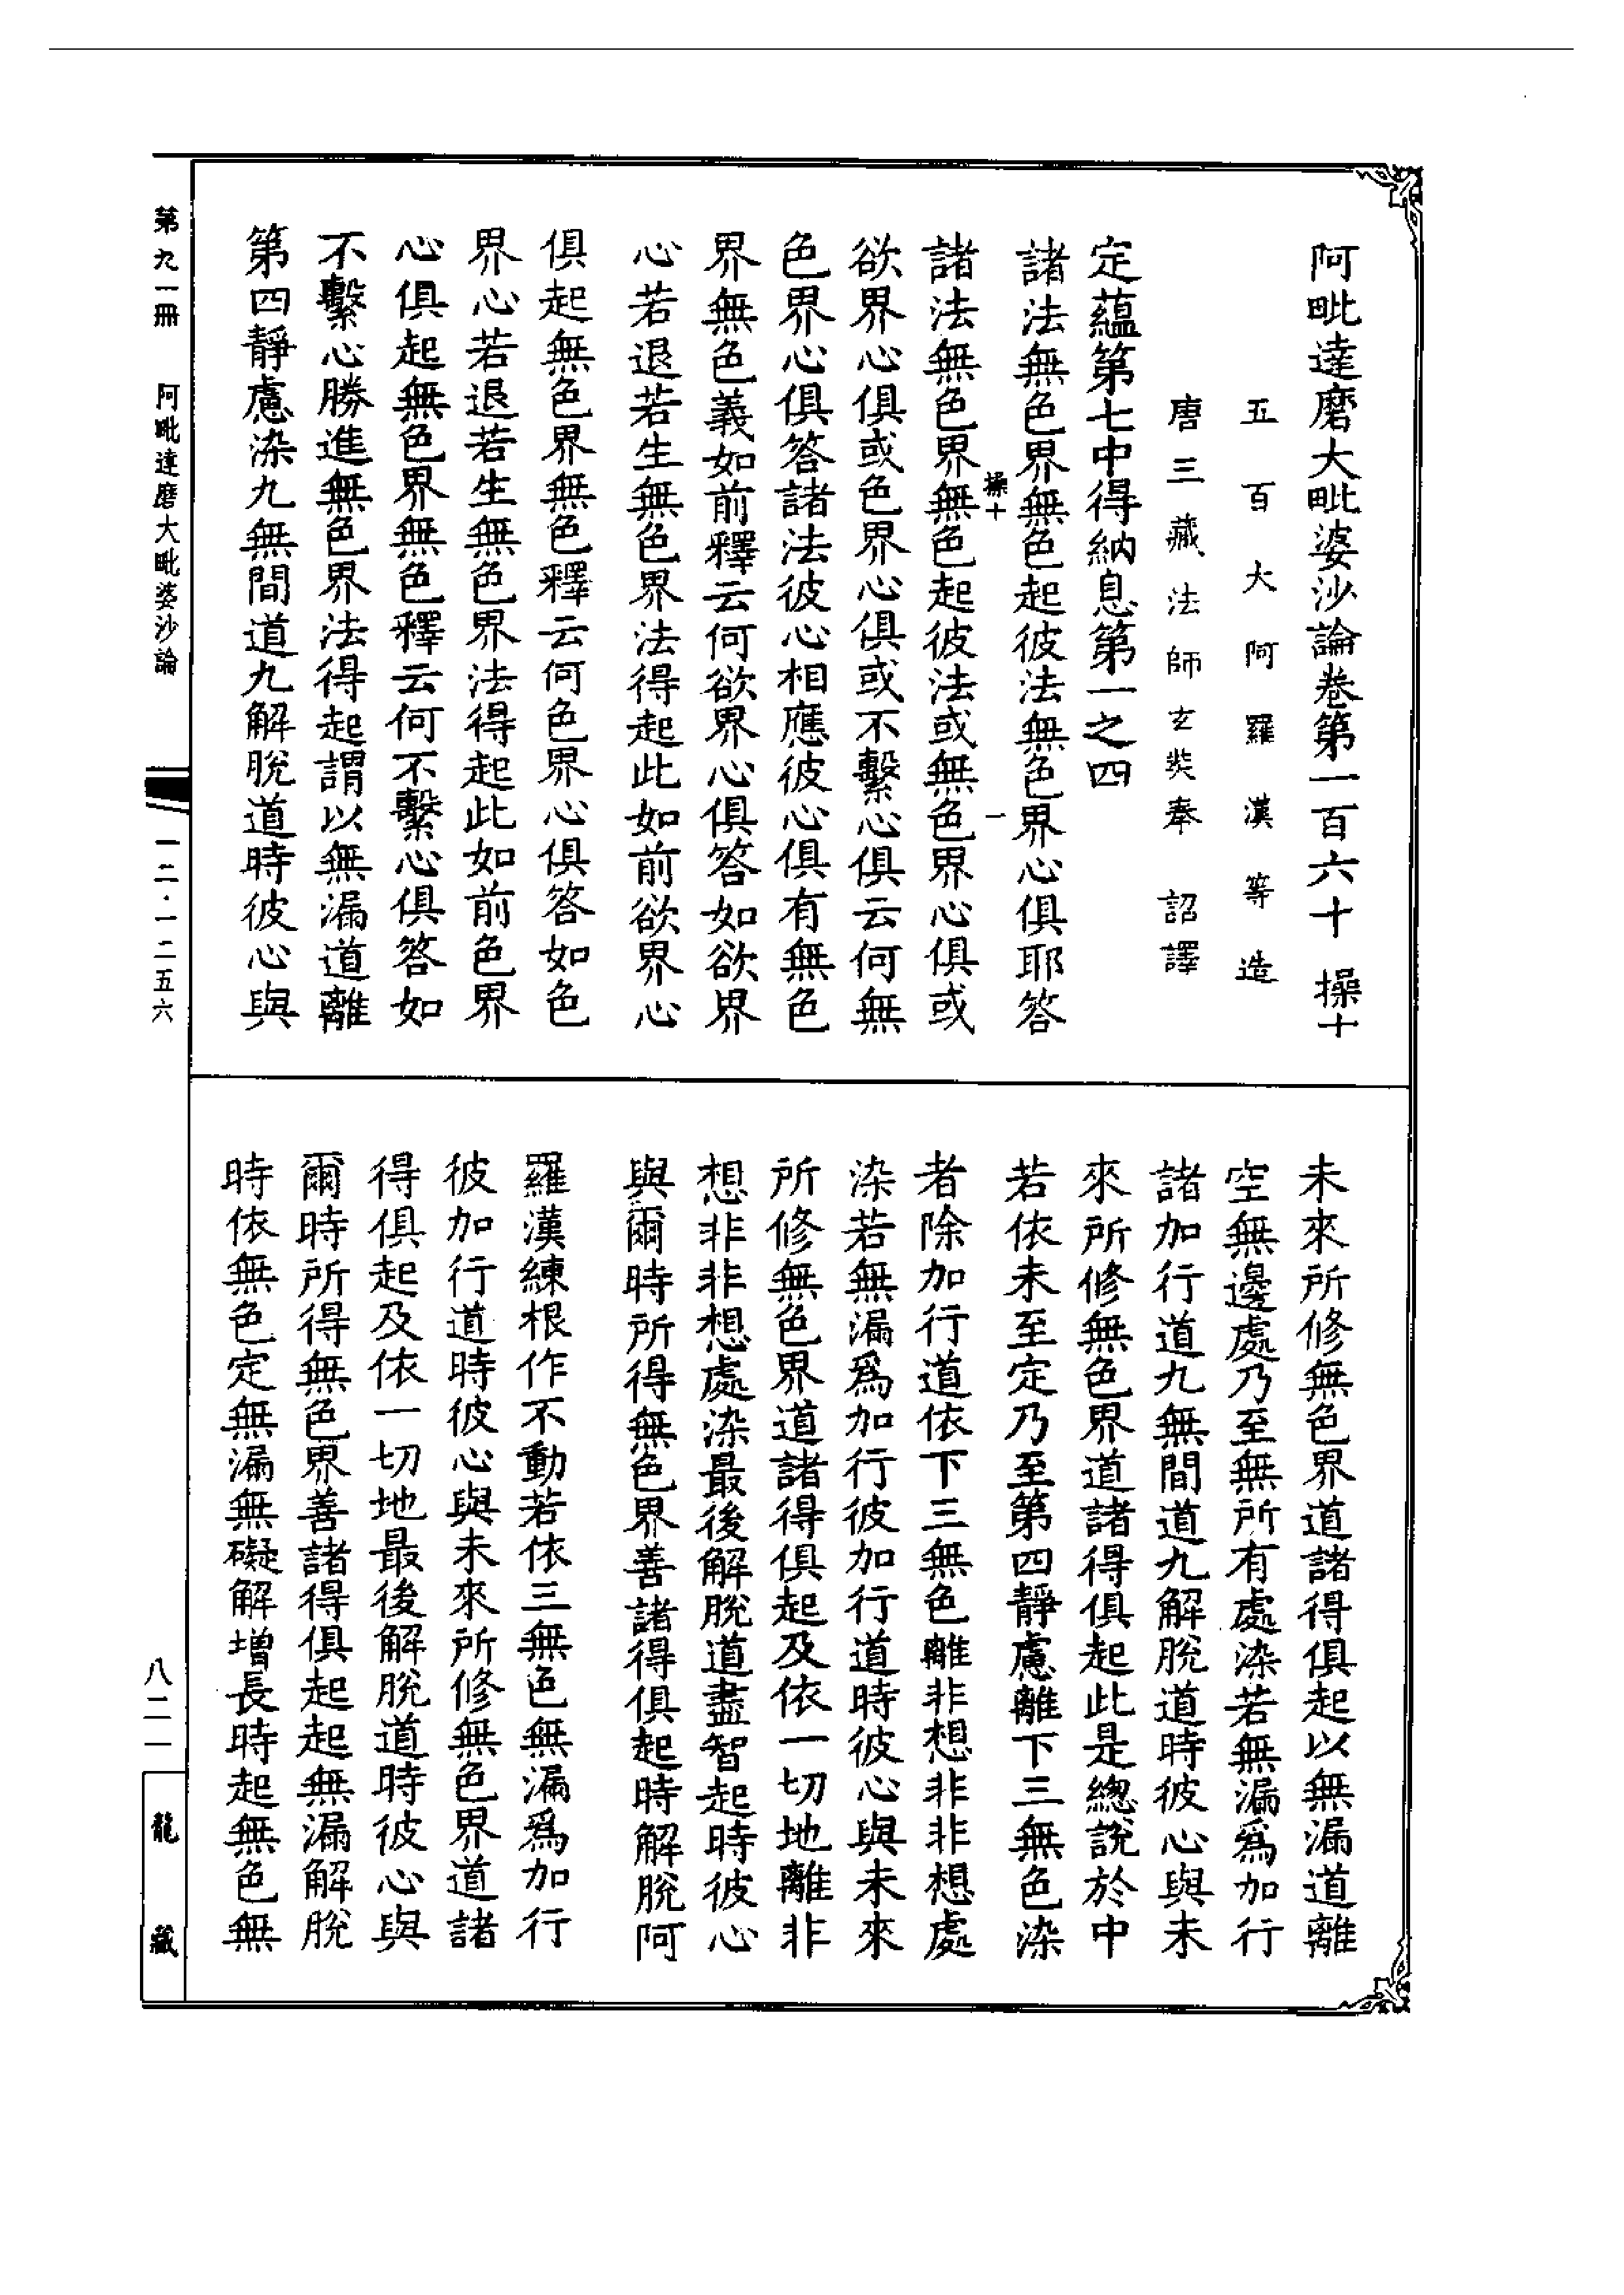 阿毗達磨大毗婆沙論卷第一百六十　操十
五百大阿羅漢等造
唐三藏法師玄奘奉　詔譯
定蘊第七中得納息第一之四
諸法無色界無色起彼法無色界心俱耶答
操十　一
諸法無色界無色起彼法或無色界心俱或
欲界心俱或色界心俱或不繫心俱云何無
色界心俱答諸法彼心相應彼心俱有無色
界無色義如前釋云何欲界心俱答如欲界
心若退若生無色界法得起此如前欲界心
俱起無色界無色釋云何色界心俱答如色
界心若退若生無色界法得起此如前色界
心俱起無色界無色釋云何不繫心俱答如
不繫心勝進無色界法得起謂以無漏道離
第四靜慮染九無間道九解脫道時彼心與
未來所修無色界道諸得俱起以無漏道離
空無邊處乃至無所有處染若無漏爲加行
諸加行道九無間道九解脫道時彼心與未
來所修無色界道諸得俱起此是總說於中
若依未至定乃至第四靜慮離下三無色染
者除加行道依下三無色離非想非非想處
染若無漏爲加行彼加行道時彼心與未來
所修無色界道諸得俱起及依一切地離非
想非非想處染最後解脫道盡智起時彼心
與爾時所得無色界善諸得俱起時解脫阿
羅漢練根作不動若依三無色無漏爲加行
彼加行道時彼心與未來所修無色界道諸
得俱起及依一切地最後解脫道時彼心與
爾時所得無色界善諸得俱起起無漏解脫
時依無色定無漏無礙解增長時起無色無
第九一冊　阿毗達磨大毗婆沙論
一二·一二五六
八二一
龍藏